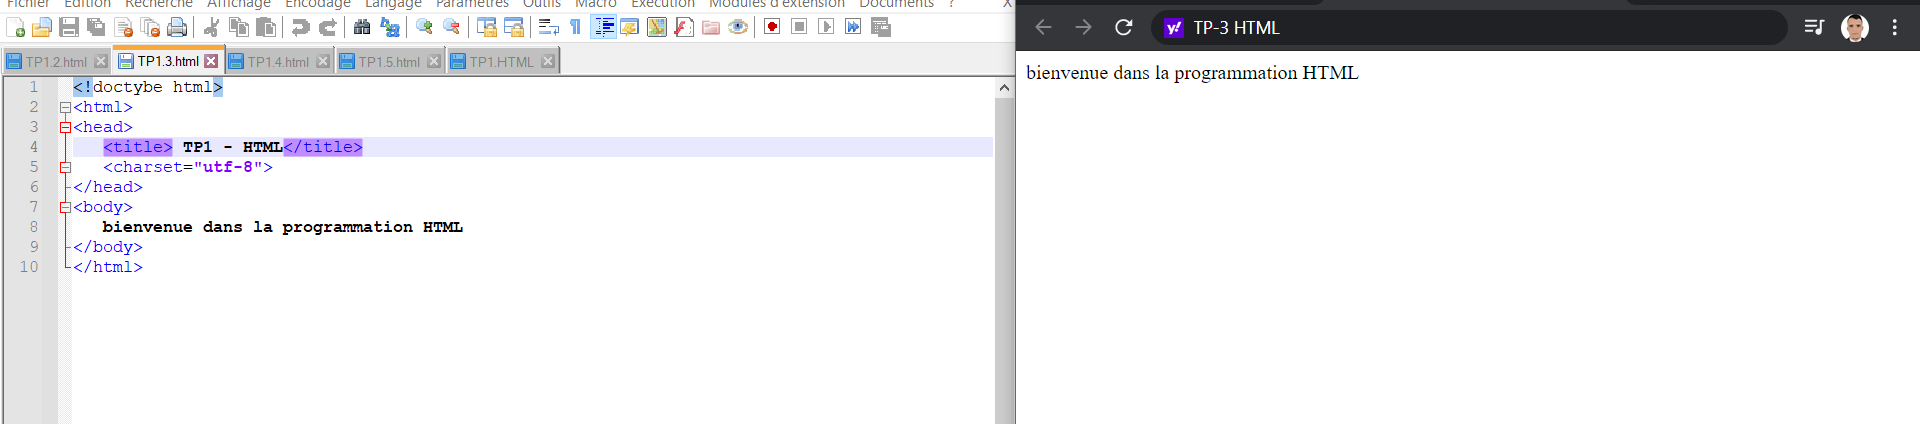 Fichier Edition Recherche Affichage Encodage Langage Paramètres Outils Macro Exécution Modules d'extension Documents ? X
TP1.2.html TP1.3.html TP1.4.html TP1.5.html TP1.HTML
1 <!doctybe html>
2 <html>
3 <head>
4 <title> TP1 - HTML</title>
5 <charset="utf-8">
6 </head>
7 <body>
8 bienvenue dans la programmation HTML
9 </body>
10 </html>
y! TP-3 HTML
bienvenue dans la programmation HTML